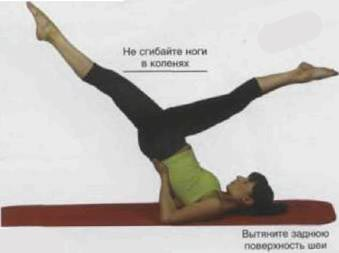 Не сгибайте ноги
в коленях
Вытяните заднюю
поверхность шеи